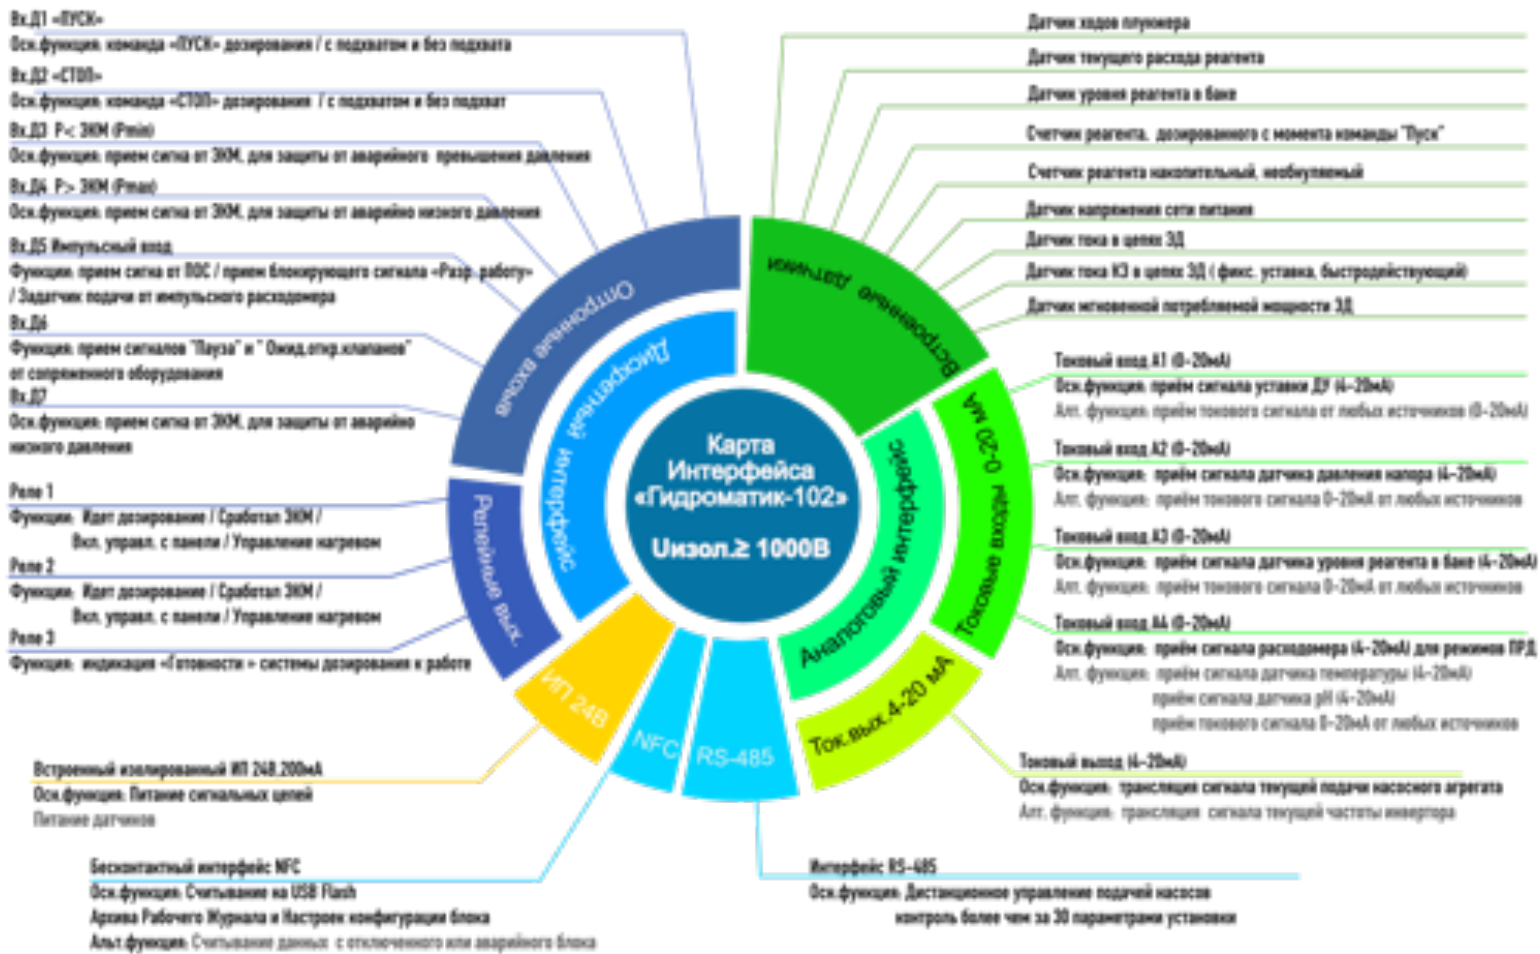 Вх.Д1 «ПУСК»
Осн.функция: команда «ПУСК» дозирования / с подхватом и без подхвата
Вх.Д2 «СТОП»
Осн.функция: команда «СТОП» дозирования / с подхватом и без подхват
Вх.Д3 P< ЭКМ (Pmin)
Осн.функция: прием сигна от ЭКМ, для защиты от аварийного превышения давления
Вх.Д4 P> ЭКМ (Pmax)
Осн.функция: прием сигна от ЭКМ, для защиты от аварийно низкого давления
Вх.Д5 Импульсный вход
Функции: прием сигна от ПОС / прием блокирующего сигнала «Разр. работу»
/ Задатчик подачи от импульсного расходомера
Вх.Д6
Функция: прием сигналов "Пауза" и " Ожид.откр.клапанов"
от сопряженного оборудования
Вх.Д7
Осн.функция: прием сигна от ЭКМ, для защиты от аварийно
низкого давления
Реле 1
Функции: Идет дозирование / Сработал ЭКМ /
Вкл. управл. с панели / Управление нагревом
Реле 2
Функции: Идет дозирование / Сработал ЭКМ /
Вкл. управл. с панели / Управление нагревом
Реле 3
Функция: индикация «Готовности » системы дозирования к работе
Встроенный изолированный ИП 24В,200мА
Осн.функция: Питание сигнальных цепей
Питание датчиков
Бесконтактный интерфейс NFC
Осн.функция: Считывание на USB Flash
Архива Рабочего Журнала и Настроек конфигурации блока
Альт.функция: Считывание данных с отключенного или аварийного блока
Оптронные входы
Дискретный интерфейс
Релейные вых.
ИП 24В
NFC
RS-485
Ток.вых.4-20 мА
Аналоговый интерфейс
Токовые входы 0-20 мА
Встроенные датчики
Карта
Интерфейса
«Гидроматик-102»
Uизол.≥ 1000В
Датчик ходов плунжера
Датчик текущего расхода реагента
Датчик уровня реагента в баке
Счетчик реагента, дозированного с момента команды "Пуск"
Счетчик реагента накопительный, необнуляемый
Датчик напряжения сети питания
Датчик тока в цепях ЭД
Датчик тока КЗ в цепях ЭД ( фикс. уставка, быстродействующий)
Датчик мгновенной потребляемой мощности ЭД
Токовый вход А1 (0-20мА)
Осн.функция: приём сигнала уставки ДУ (4-20мА)
Алт. функция: приём токового сигнала от любых источников (0-20мА)
Токовый вход А2 (0-20мА)
Осн.функция: приём сигнала датчика давления напора (4-20мА)
Алт. функция: приём токового сигнала 0-20мА от любых источников
Токовый вход А3 (0-20мА)
Осн.функция: приём сигнала датчика уровня реагента в баке (4-20мА)
Алт. функция: приём токового сигнала 0-20мА от любых источников
Токовый вход А4 (0-20мА)
Осн.функция: приём сигнала расходомера (4-20мА) для режимов ПРД
Алт. функция: приём сигнала датчика температуры (4-20мА)
приём сигнала датчика pH (4-20мА)
приём токового сигнала 0-20мА от любых источников
Токовый выход (4-20мА)
Осн.функция: трансляция сигнала текущей подачи насосного агрегата
Алт. функция: трансляция сигнала текущей частоты инвертора
Интерфейс RS-485
Осн.функция: Дистанционное управление подачей насосов
контроль более чем за 30 параметрами установки